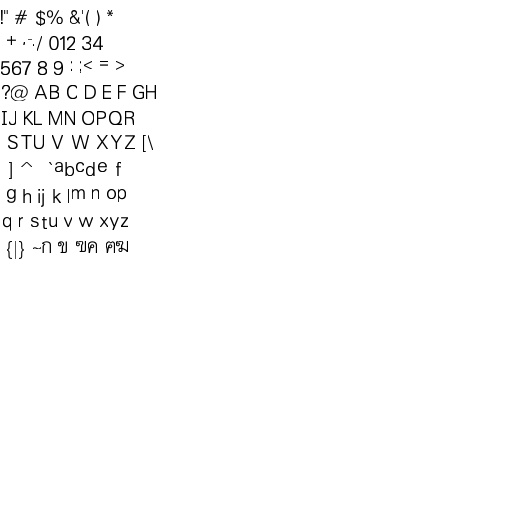 !" # $% &'( ) *
+ ,-./ 012 34
567 8 9 : ;< = >
?@ AB C D E F GH
IJ KL MN OPQR
STU V W XYZ [\
] ^ `abcde f
g h ij k lm n op
q r stu v w xyz
{|} ~ก ข ฃค ฅฆ